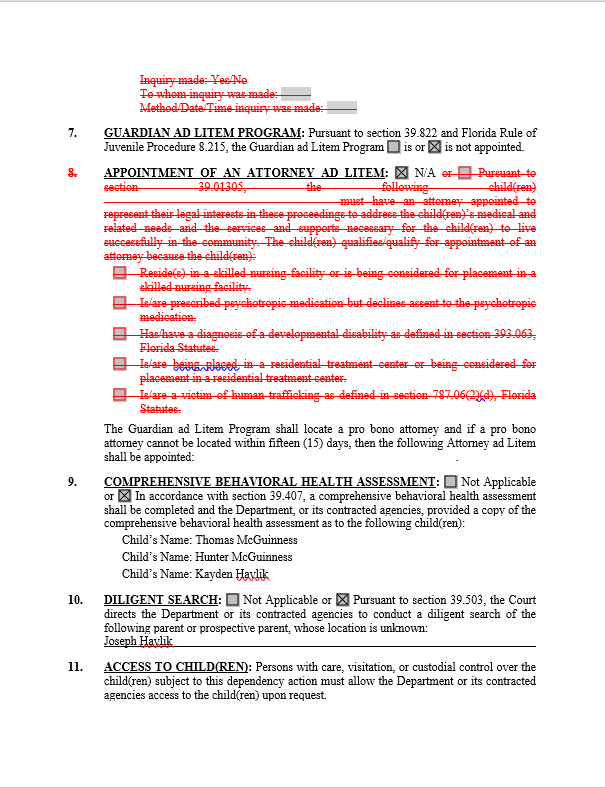 Inquiry made: Yes/No
To whom inquiry was made:
Method/Date/Time inquiry was made:
7. GUARDIAN AD LITEM PROGRAM: Pursuant to section 39.822 and Florida Rule of
Juvenile Procedure 8.215, the Guardian ad Litem Program ☐ is or ☒ is not appointed.
8. APPOINTMENT OF AN ATTORNEY AD LITEM: ☒ N/A or ☐ Pursuant to
section 39.01305, the following child(ren)
must have an attorney appointed to
represent their legal interests in these proceedings to address the child(ren)'s medical and
related needs and the services and supports necessary for the child(ren) to live
successfully in the community. The child(ren) qualifies/qualify for appointment of an
attorney because the child(ren):
☐ Reside(s) in a skilled nursing facility or is being considered for placement in a
skilled nursing facility.
☐ Is/are prescribed psychotropic medication but declines assent to the psychotropic
medication.
☐ Has/have a diagnosis of a developmental disability as defined in section 393.063,
Florida Statutes.
☐ Is/are being placed in a residential treatment center or being considered for
placement in a residential treatment center.
☐ Is/are a victim of human trafficking as defined in section 787.06(2)(d), Florida
Statutes.
The Guardian ad Litem Program shall locate a pro bono attorney and if a pro bono
attorney cannot be located within fifteen (15) days, then the following Attorney ad Litem
shall be appointed: .
9. COMPREHENSIVE BEHAVIORAL HEALTH ASSESSMENT: ☐ Not Applicable
or ☒ In accordance with section 39.407, a comprehensive behavioral health assessment
shall be completed and the Department, or its contracted agencies, provided a copy of the
comprehensive behavioral health assessment as to the following child(ren):
Child's Name: Thomas McGuinness
Child's Name: Hunter McGuinness
Child's Name: Kayden Havlik
10. DILIGENT SEARCH: ☐ Not Applicable or ☒ Pursuant to section 39.503, the Court
directs the Department or its contracted agencies to conduct a diligent search of the
following parent or prospective parent, whose location is unknown:
Joseph Havlik
11. ACCESS TO CHILD(REN): Persons with care, visitation, or custodial control over the
child(ren) subject to this dependency action must allow the Department or its contracted
agencies access to the child(ren) upon request.